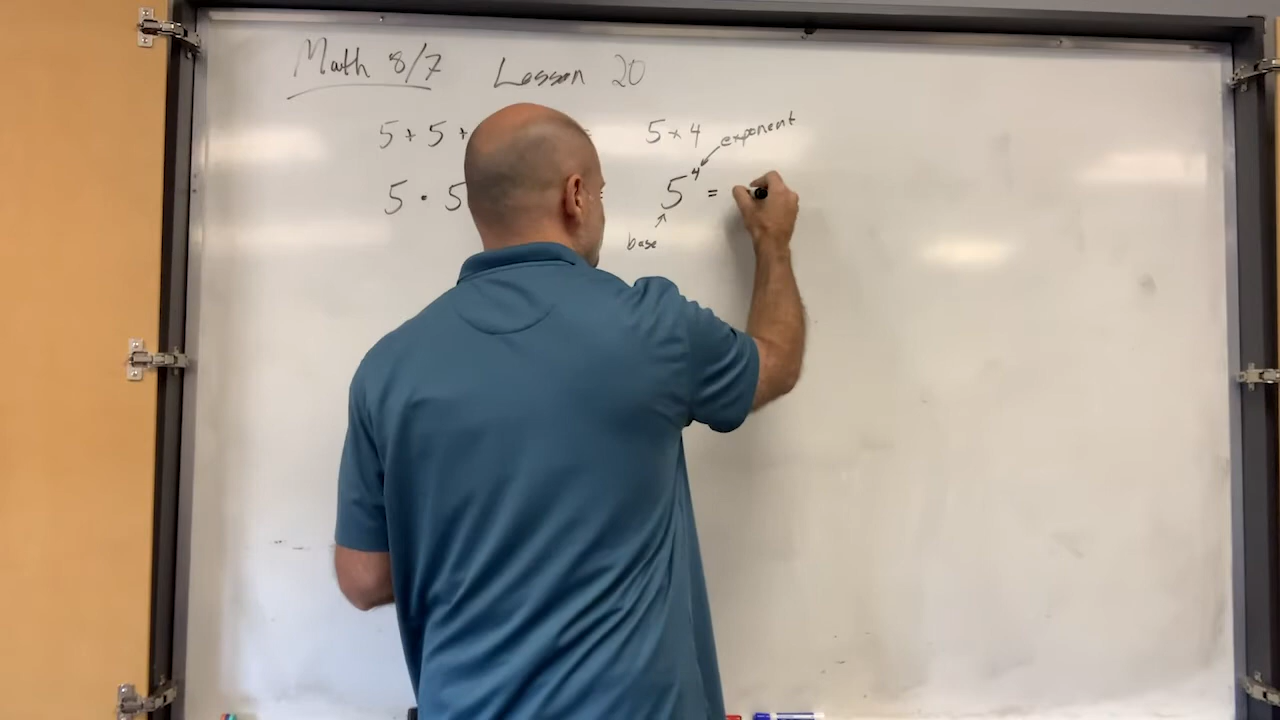 Math 8/7 Lesson 20
5 + 5 + = 5 × 4
exponent
5 · 5 = 5⁴ =
base